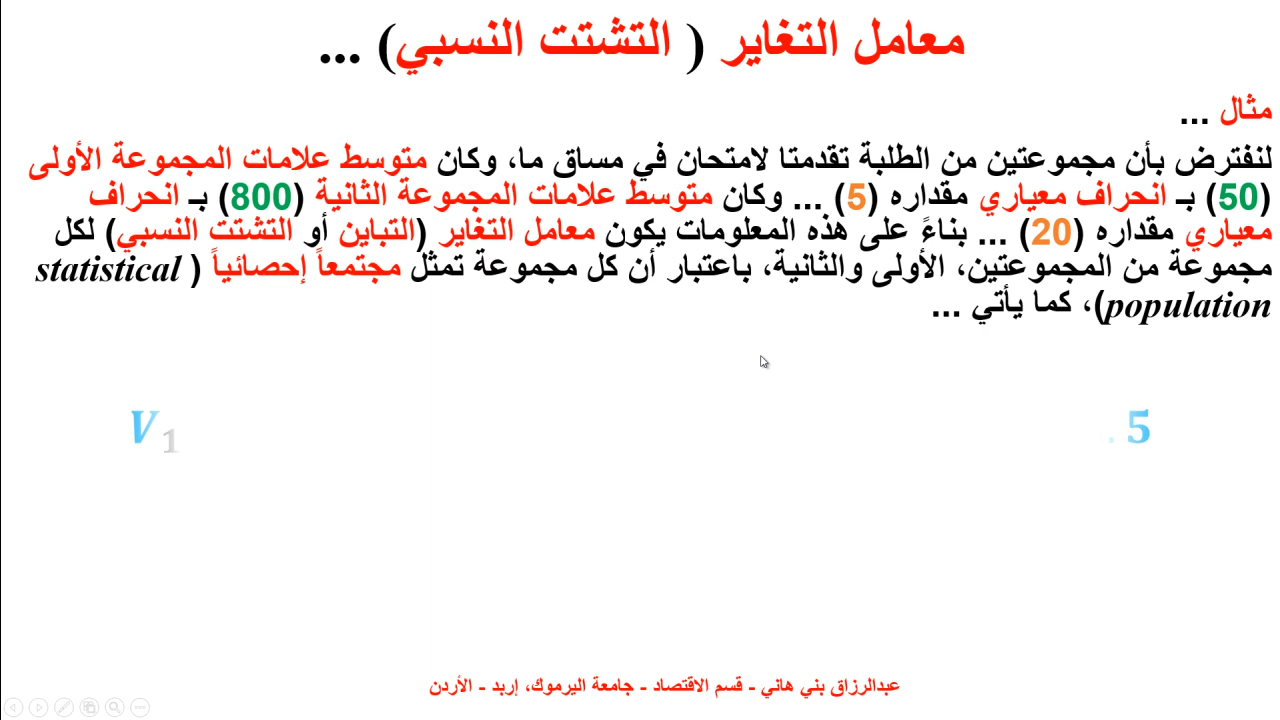 معامل التغاير ( التشتت النسبي) ...
مثال ...
لنفترض بأن مجموعتين من الطلبة تقدمتا لامتحان في مساق ما، وكان متوسط علامات المجموعة الأولى
(50) بـ انحراف معياري مقداره (5) ... وكان متوسط علامات المجموعة الثانية (800) بـ انحراف
معياري مقداره (20) ... بناءً على هذه المعلومات يكون معامل التغاير (التباين أو التشتت النسبي) لكل
مجموعة من المجموعتين، الأولى والثانية، باعتبار أن كل مجموعة تمثل مجتمعاً إحصائياً ( statistical
population)، كما يأتي ...
V1 . 5
عبدالرزاق بني هاني - قسم الاقتصاد - جامعة اليرموك، إربد - الأردن